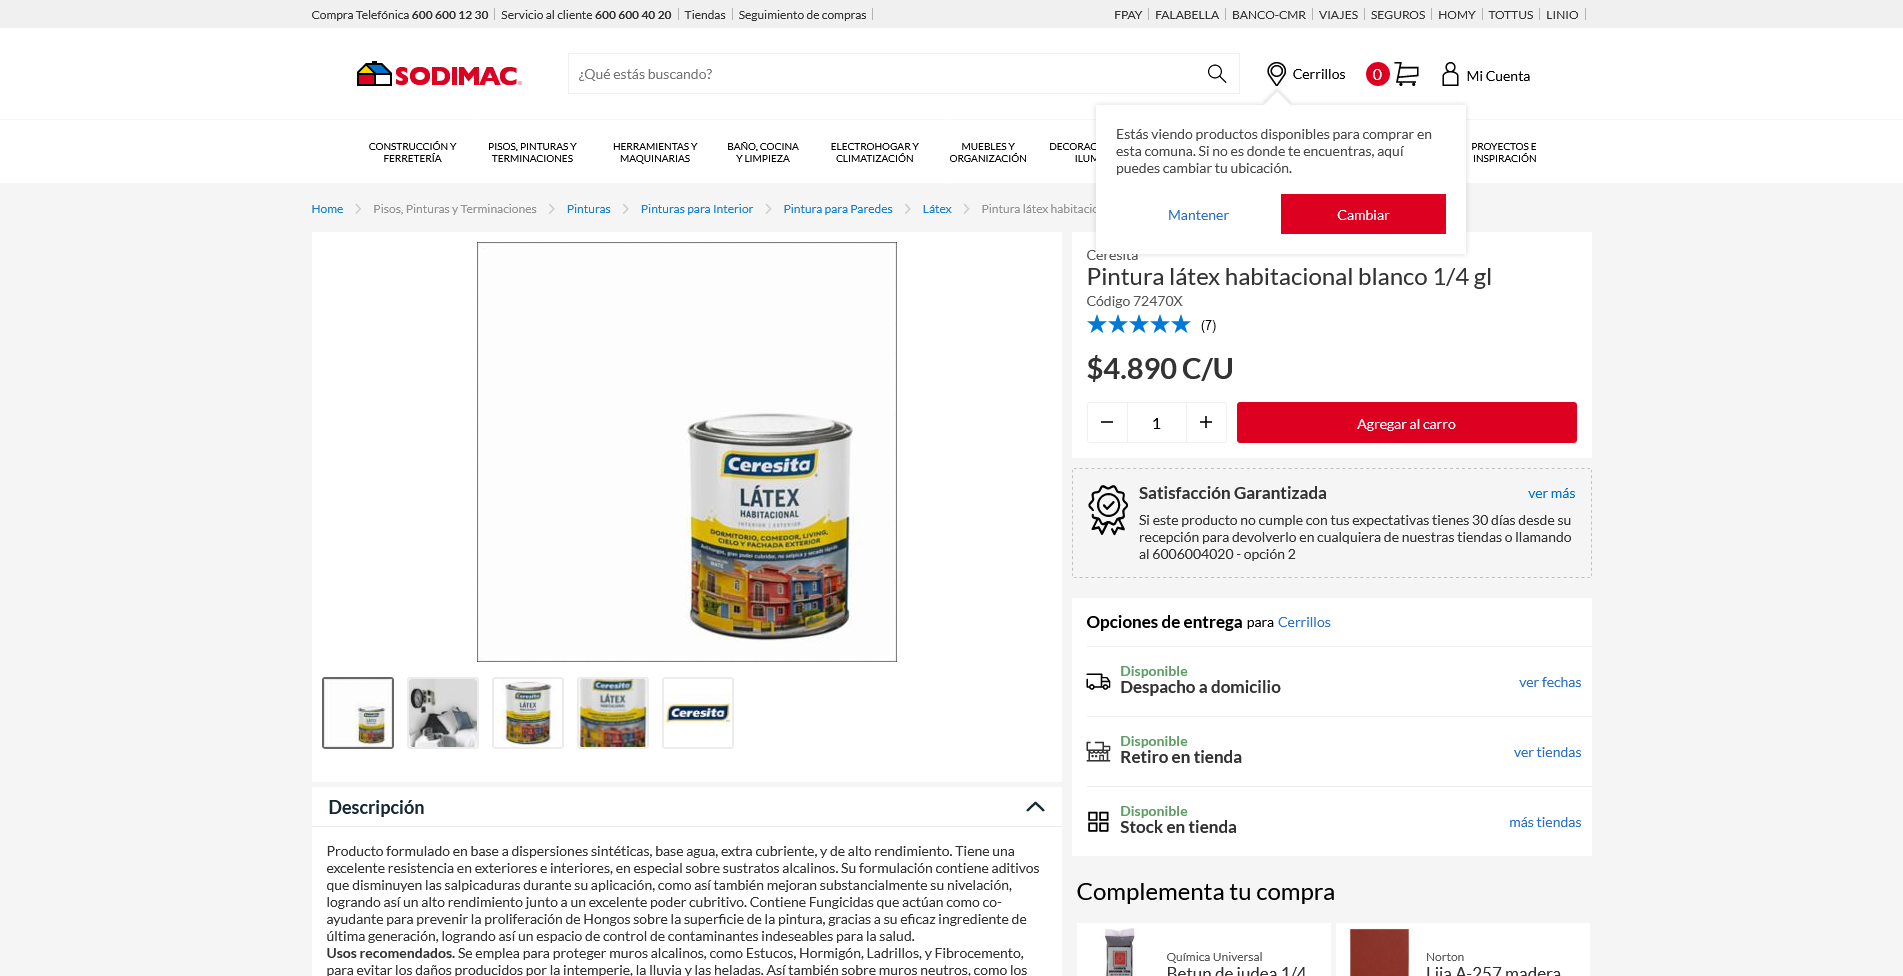 Compra Telefónica 600 600 12 30
Servicio al cliente 600 600 40 20
Tiendas
Seguimiento de compras
FPAY
FALABELLA
BANCO-CMR
VIAJES
SEGUROS
HOMY
TOTTUS
LINIO
SODIMAC
¿Qué estás buscando?
Cerrillos
0
Mi Cuenta
Estás viendo productos disponibles para comprar en
esta comuna. Si no es donde te encuentras, aquí
puedes cambiar tu ubicación.
Mantener
Cambiar
CONSTRUCCIÓN Y
FERRETERÍA
PISOS, PINTURAS Y
TERMINACIONES
HERRAMIENTAS Y
MAQUINARIAS
BAÑO, COCINA
Y LIMPIEZA
ELECTROHOGAR Y
CLIMATIZACIÓN
MUEBLES Y
ORGANIZACIÓN
PROYECTOS E
INSPIRACIÓN
Home
Pisos, Pinturas y Terminaciones
Pinturas
Pinturas para Interior
Pintura para Paredes
Látex
Pintura látex
Ceresita
LÁTEX
HABITACIONAL
INTERIOR / EXTERIOR
DORMITORIO, COMEDOR, LIVING,
CIELO Y FACHADA EXTERIOR
Ceresita
LÁTEX
Ceresita
LÁTEX
Ceresita
Ceresita
Pintura látex habitacional blanco 1/4 gl
Código 72470X
(7)
$4.890 C/U
1
Agregar al carro
Satisfacción Garantizada
ver más
Si este producto no cumple con tus expectativas tienes 30 días desde su
recepción para devolverlo en cualquiera de nuestras tiendas o llamando
al 6006004020 - opción 2
Opciones de entrega para Cerrillos
Disponible
Despacho a domicilio
ver fechas
Disponible
Retiro en tienda
ver tiendas
Disponible
Stock en tienda
más tiendas
Descripción
Producto formulado en base a dispersiones sintéticas, base agua, extra cubriente, y de alto rendimiento. Tiene una
excelente resistencia en exteriores e interiores, en especial sobre sustratos alcalinos. Su formulación contiene aditivos
que disminuyen las salpicaduras durante su aplicación, como así también mejoran substancialmente su nivelación,
logrando así un alto rendimiento junto a un excelente poder cubritivo. Contiene Fungicidas que actúan como co-
ayudante para prevenir la proliferación de Hongos sobre la superficie de la pintura, gracias a su eficaz ingrediente de
última generación, logrando así un espacio de control de contaminantes indeseables para la salud.
Usos recomendados. Se emplea para proteger muros alcalinos, como Estucos, Hormigón, Ladrillos, y Fibrocemento,
para evitar los daños producidos por la intemperie, la lluvia y las heladas. Así también sobre muros neutros, como los
Complementa tu compra
Química Universal
Betun de judea 1/4
Norton
Lija A-257 madera